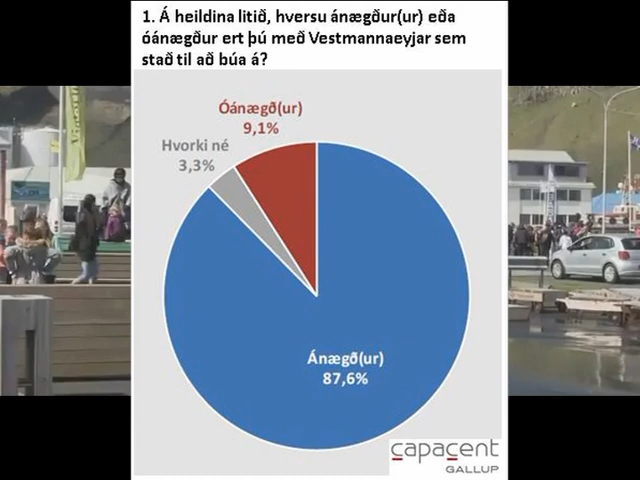 1. Á heildina litið, hversu ánægður(ur) eða
óánægður ert þú með Vestmannaeyjar sem
stað til að búa á?
Óánægð(ur)
9,1%
Hvorki né
3,3%
Ánægð(ur)
87,6%
capacent
GALLUP